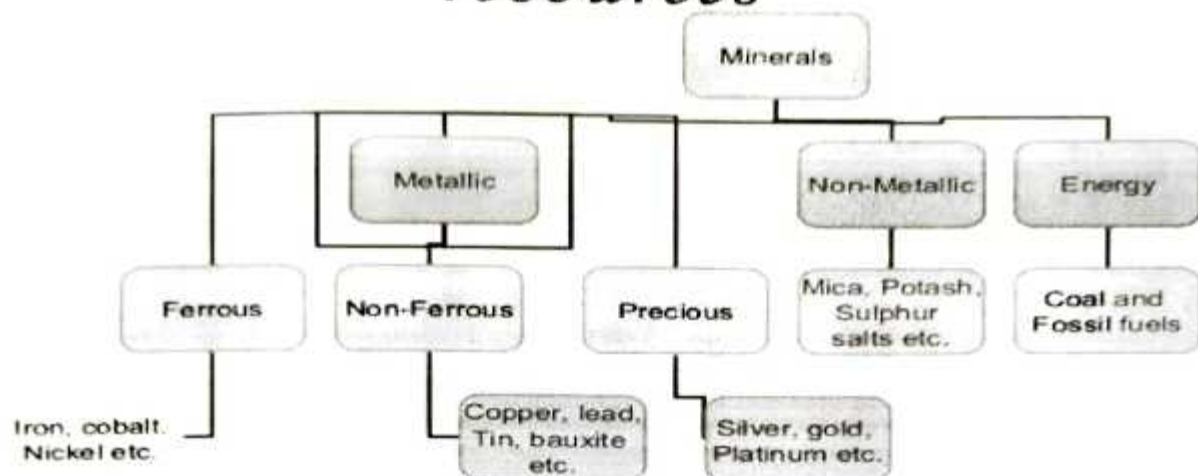 resources
Minerals
Metallic
Non-Metallic
Energy
Ferrous
Non-Ferrous
Precious
Mica, Potash,
Sulphur
salts etc.
Coal and
Fossil fuels
Iron, cobalt.
Nickel etc.
Copper, lead,
Tin, bauxite
etc.
Silver, gold,
Platinum etc.